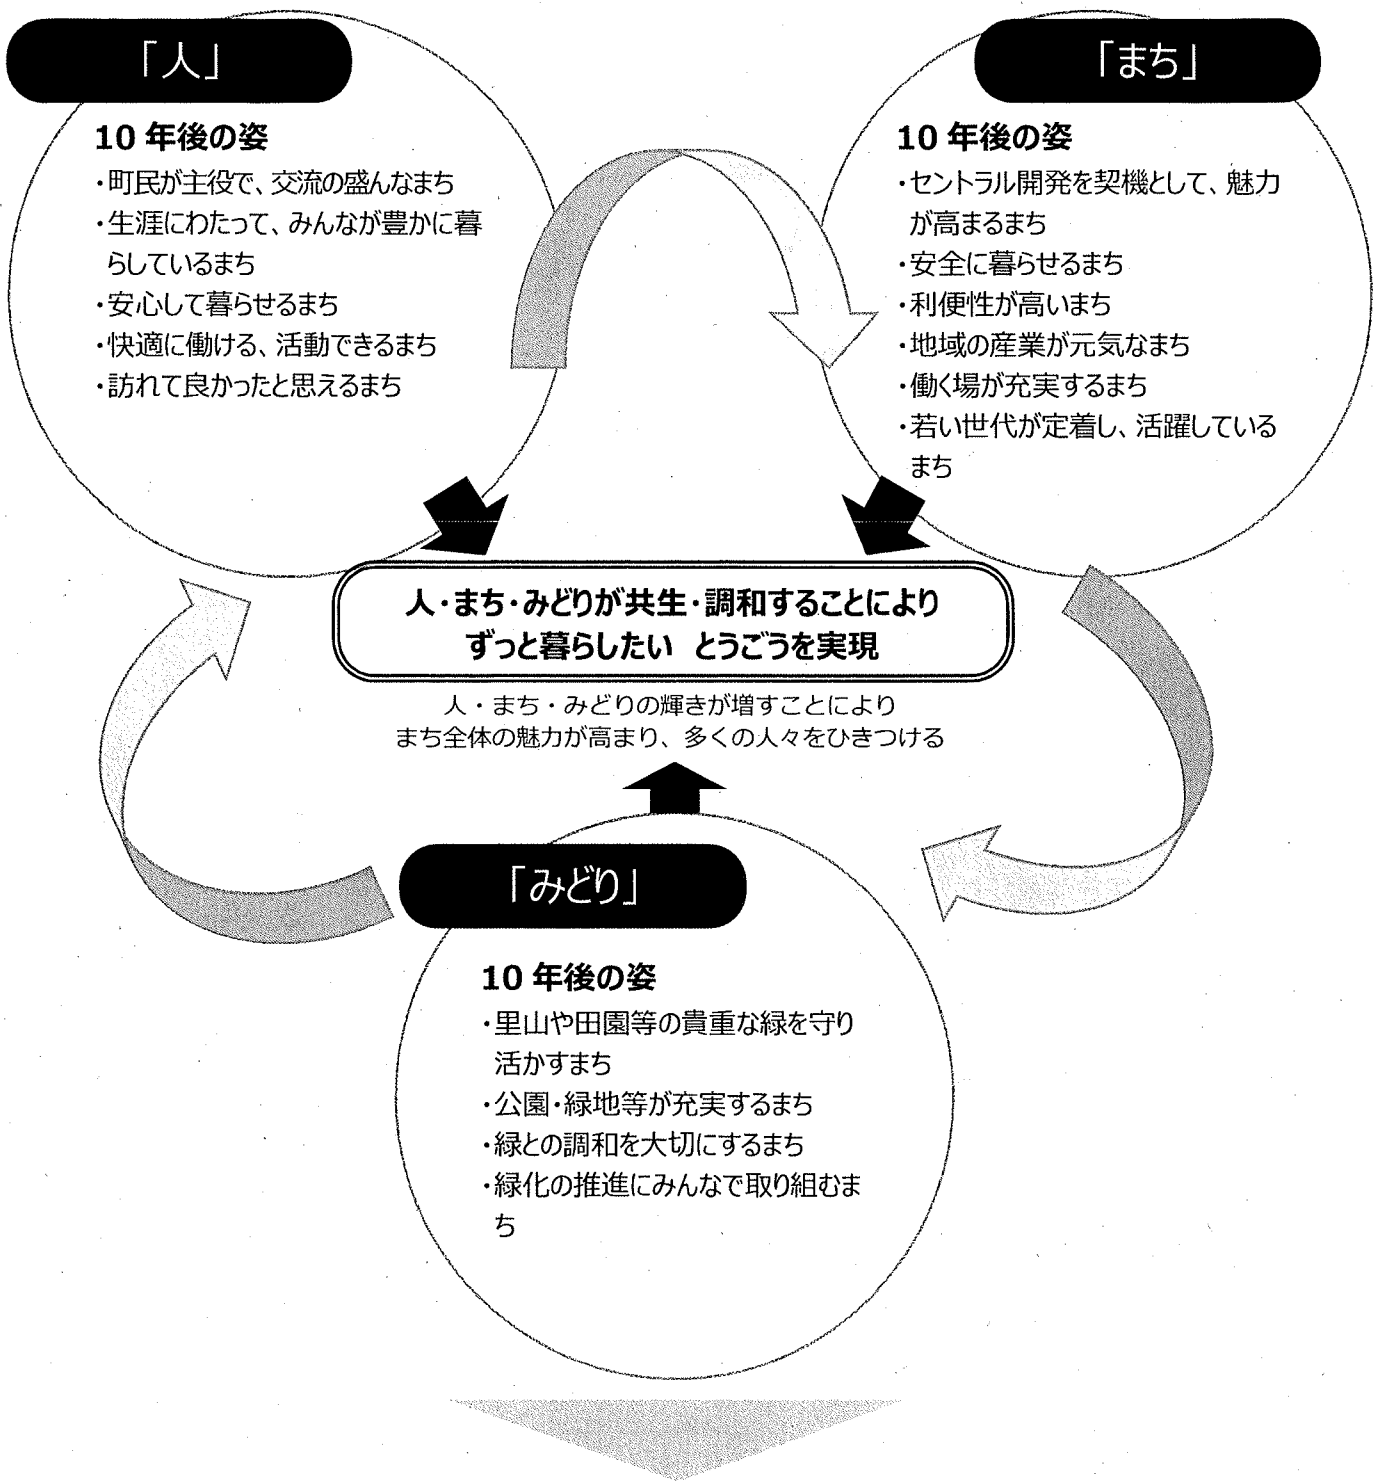 「人」
10 年後の姿
・町民が主役で、交流の盛んなまち
・生涯にわたって、みんなが豊かに暮
らしているまち
・安心して暮らせるまち
・快適に働ける、活動できるまち
・訪れて良かったと思えるまち
「まち」
10 年後の姿
・セントラル開発を契機として、魅力
が高まるまち
・安全に暮らせるまち
・利便性が高いまち
・地域の産業が元気なまち
・働く場が充実するまち
・若い世代が定着し、活躍している
まち
人・まち・みどりが共生・調和することにより
ずっと暮らしたい とうごうを実現
人・まち・みどりの輝きが増すことにより
まち全体の魅力が高まり、多くの人々をひきつける
「みどり」
10 年後の姿
・里山や田園等の貴重な緑を守り
活かすまち
・公園・緑地等が充実するまち
・緑との調和を大切にするまち
・緑化の推進にみんなで取り組むま
ち